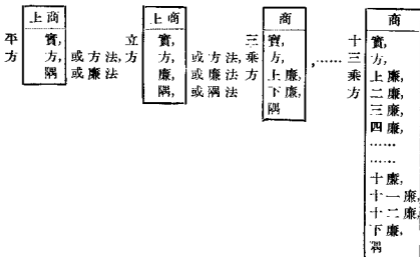 平方
上商
實,
方, 或方法,
隅 或廉法
立方
上商
實,
方, 或方法,
廉, 或廉法
隅, 或隅法
三乘方
商
實,
方,
上廉,
下廉,
隅
,……
十三乘方
商
實,
方,
上廉,
二廉,
三廉,
四廉,
……
……
十廉,
十一廉,
十二廉,
下廉,
隅